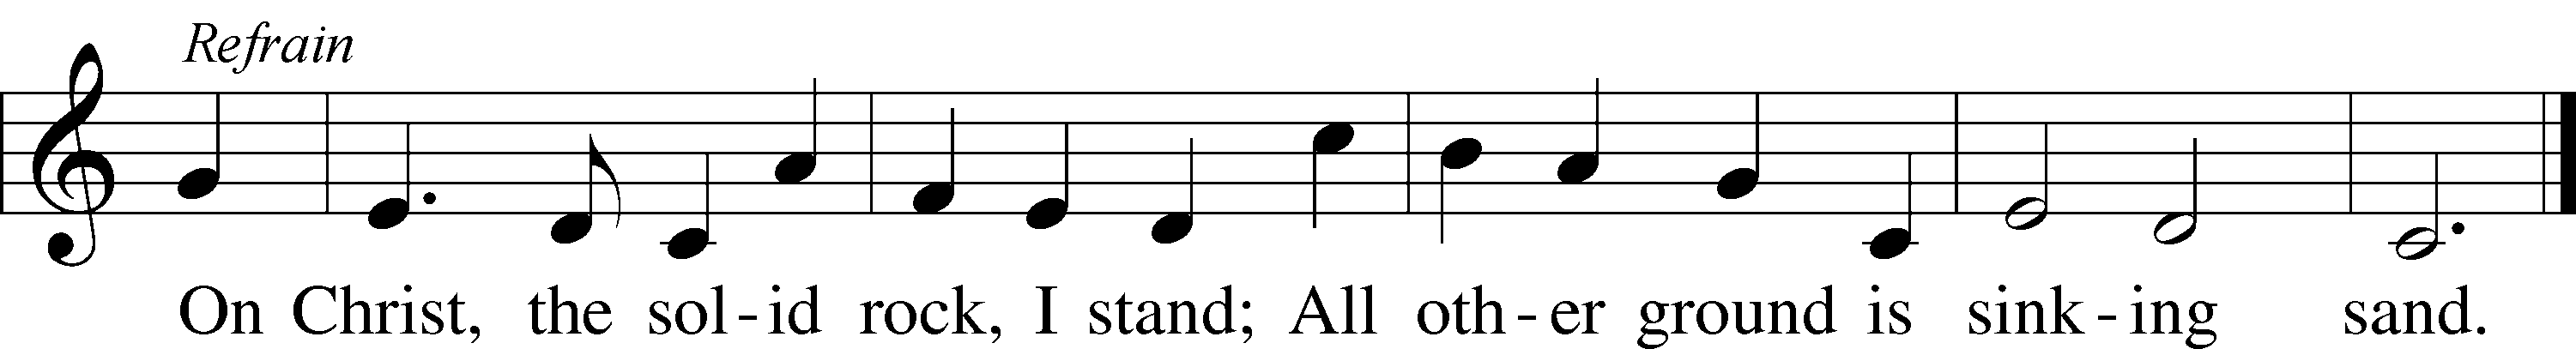 Refrain
On Christ, the sol-id rock, I stand; All oth-er ground is sink-ing sand.